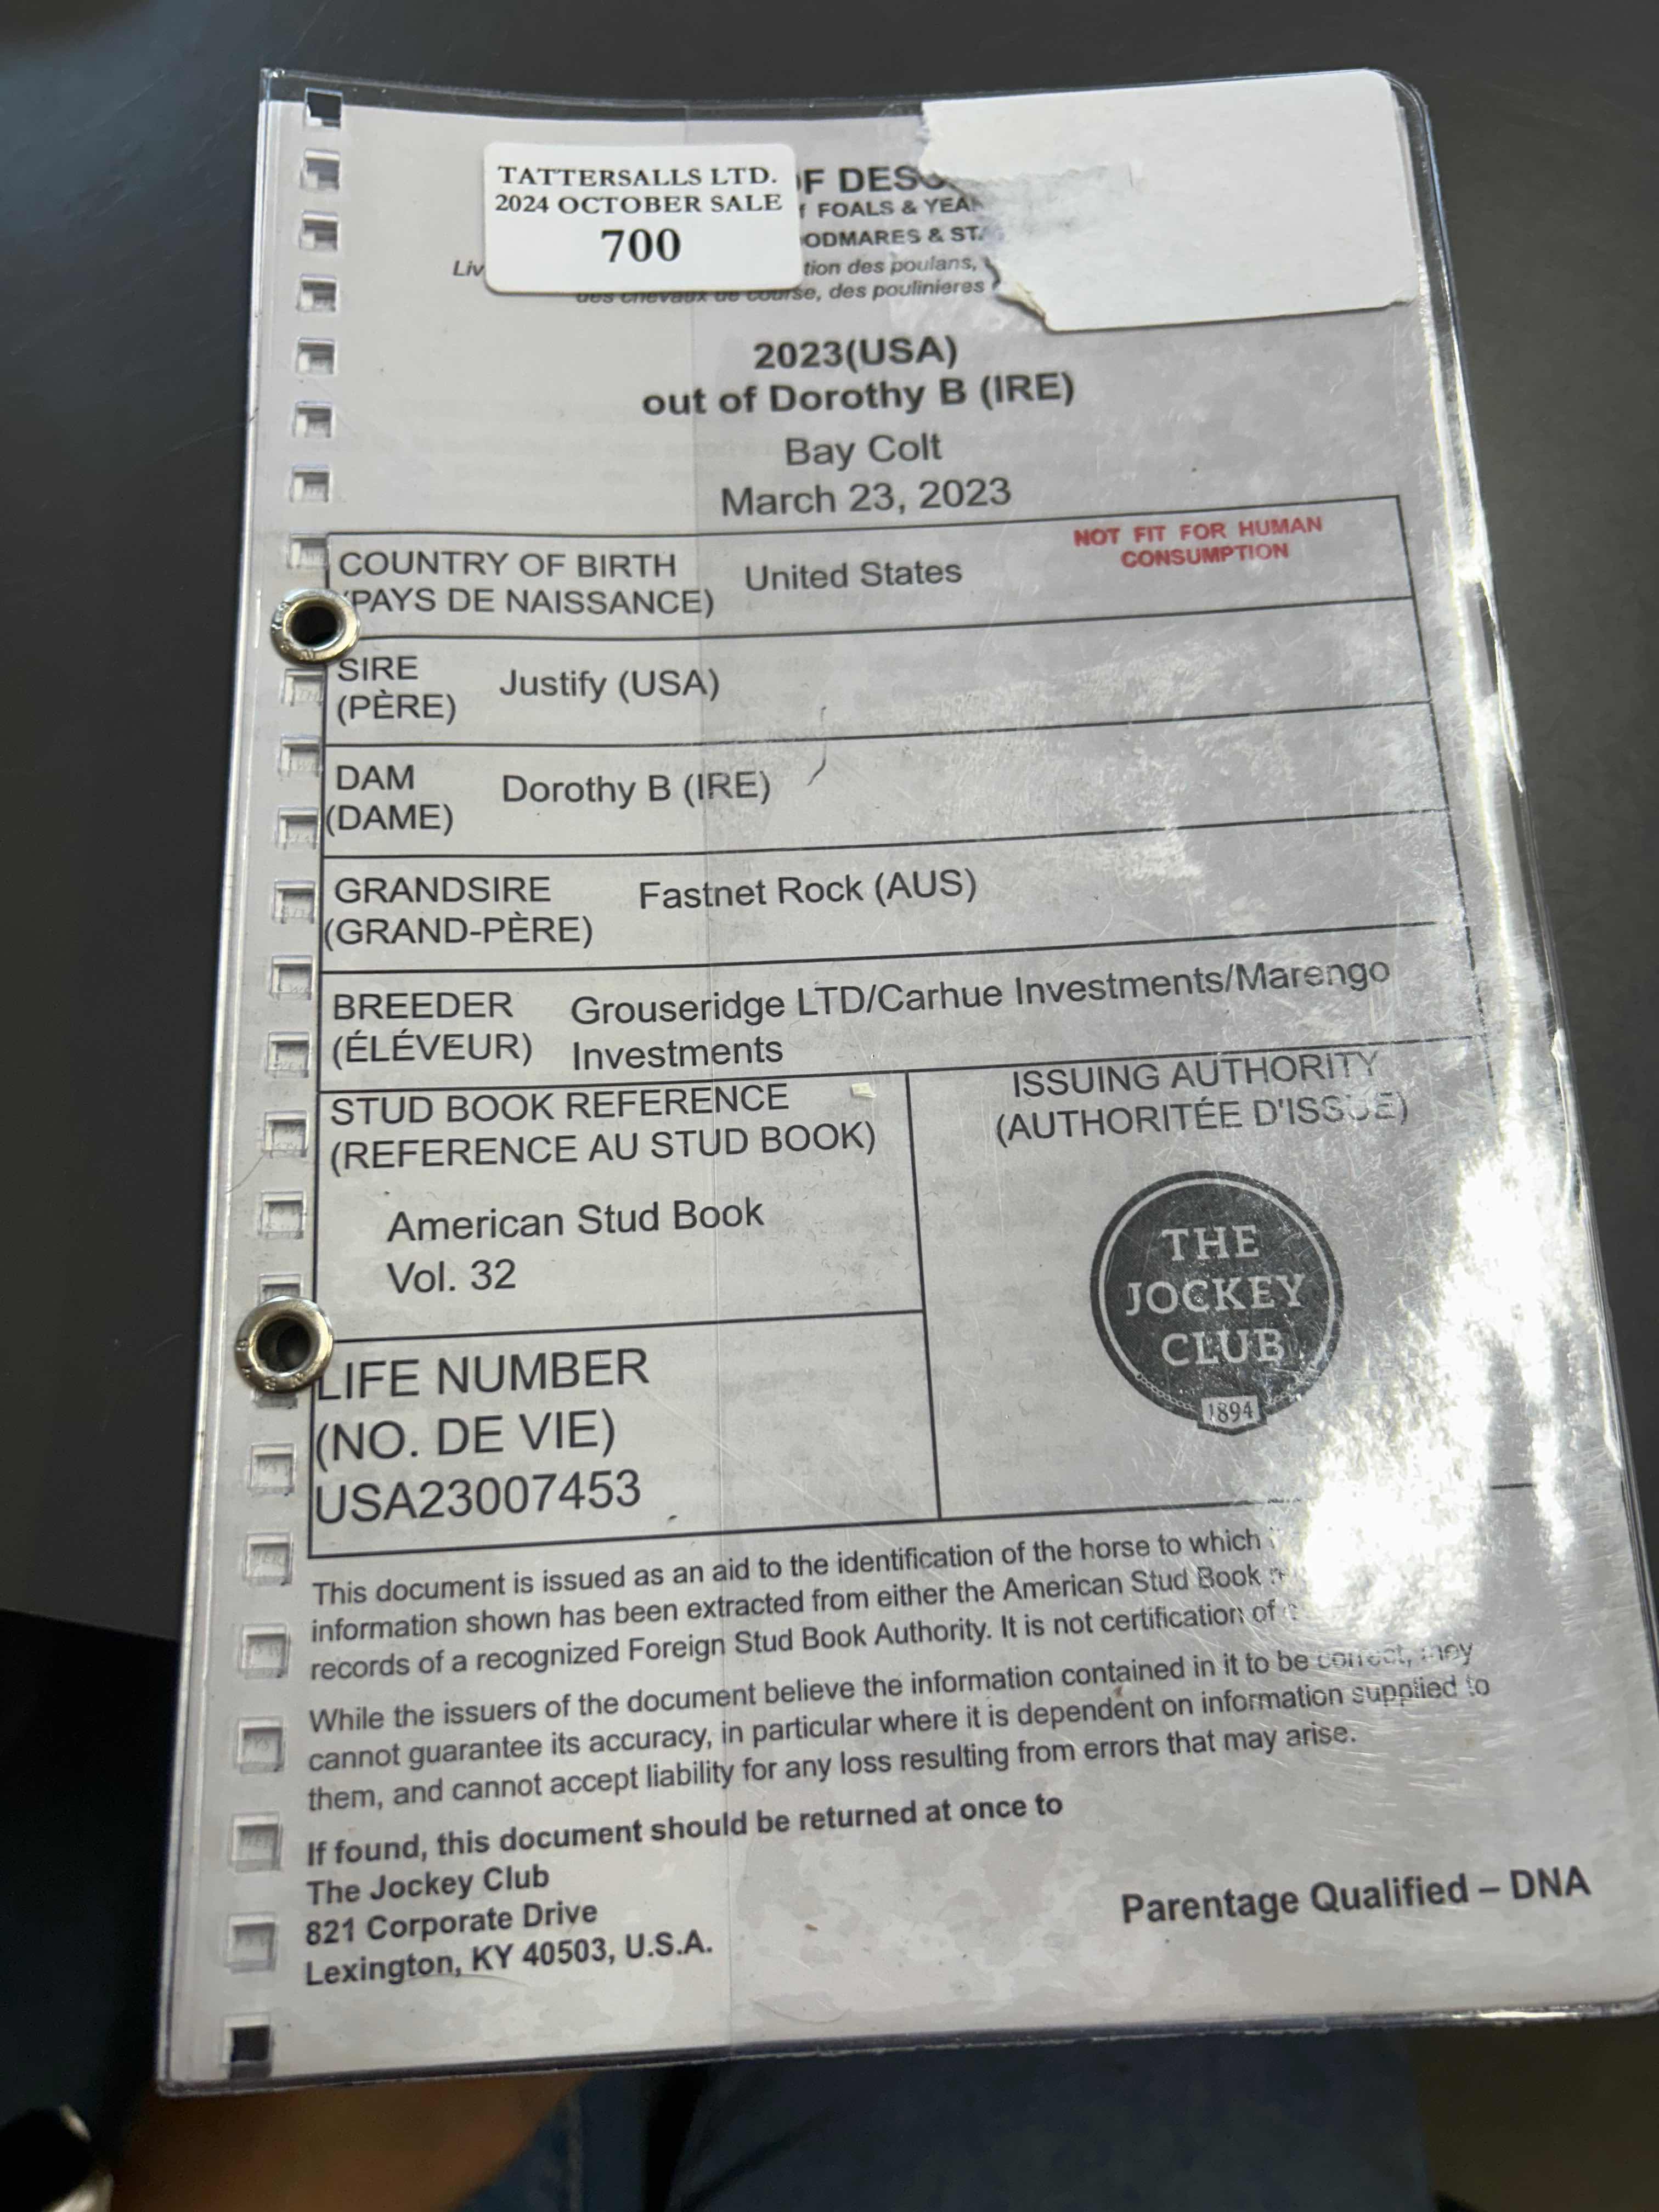 TATTERSALLS LTD.
2024 OCTOBER SALE
700
OF DESC
FOALS & YEAR
ODMARES & STA
Liv tion des poulans,
des chevaux de course, des poulinieres
2023(USA)
out of Dorothy B (IRE)
Bay Colt
March 23, 2023
NOT FIT FOR HUMAN
CONSUMPTION
COUNTRY OF BIRTH United States
(PAYS DE NAISSANCE)
SIRE Justify (USA)
(PÈRE)
DAM Dorothy B (IRE)
(DAME)
GRANDSIRE Fastnet Rock (AUS)
(GRAND-PÈRE)
BREEDER Grouseridge LTD/Carhue Investments/Marengo
(ÉLÉVEUR) Investments
STUD BOOK REFERENCE
(REFERENCE AU STUD BOOK)
American Stud Book
Vol. 32
ISSUING AUTHORITY
(AUTHORITÉE D'ISSUE)
THE
JOCKEY
CLUB
1894
LIFE NUMBER
(NO. DE VIE)
USA23007453
This document is issued as an aid to the identification of the horse to which
information shown has been extracted from either the American Stud Book
records of a recognized Foreign Stud Book Authority. It is not certification of
While the issuers of the document believe the information contained in it to be correct, they
cannot guarantee its accuracy, in particular where it is dependent on information supplied to
them, and cannot accept liability for any loss resulting from errors that may arise.
If found, this document should be returned at once to
The Jockey Club
821 Corporate Drive
Lexington, KY 40503, U.S.A.
Parentage Qualified – DNA